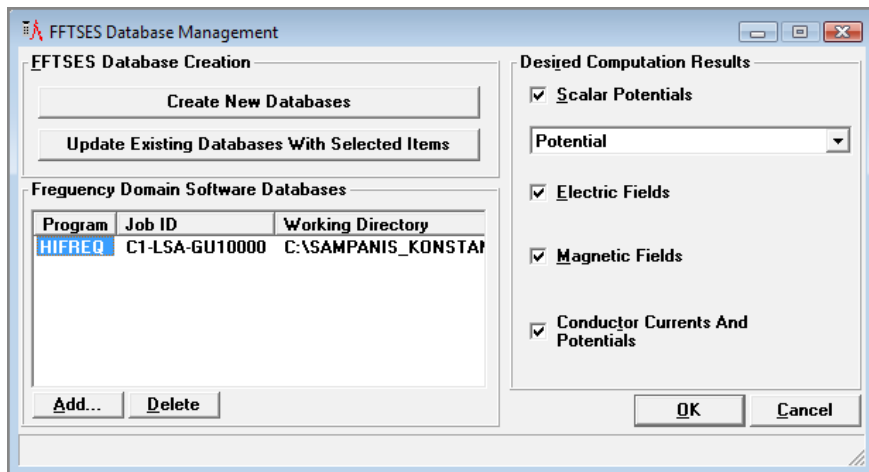 FFTSES Database Management
FFTSES Database Creation
Create New Databases
Update Existing Databases With Selected Items
Frequency Domain Software Databases
Program Job ID Working Directory
HIFREQ C1-LSA-GU10000 C:\SAMPANIS_KONSTAN
Add... Delete
Desired Computation Results
Scalar Potentials
Potential
Electric Fields
Magnetic Fields
Conductor Currents And
Potentials
OK Cancel